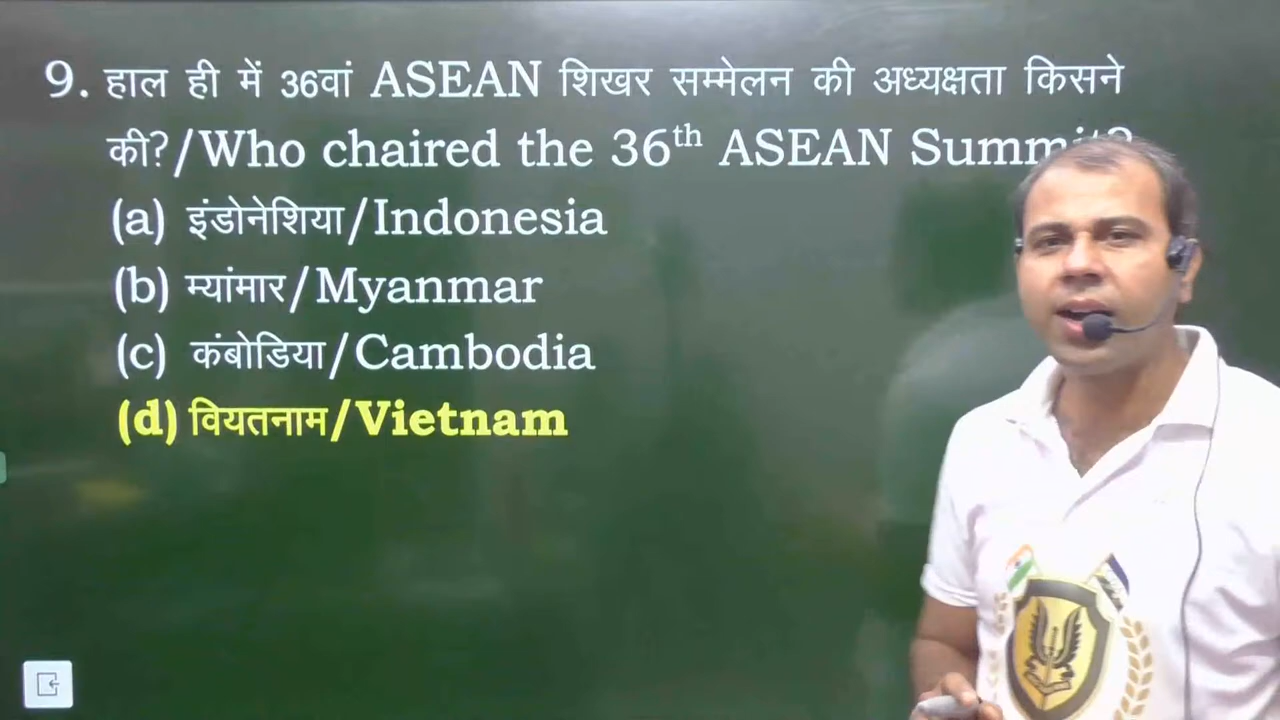 9. हाल ही में 36वां ASEAN शिखर सम्मेलन की अध्यक्षता किसने
की?/Who chaired the 36th ASEAN Summit?
(a) इंडोनेशिया/Indonesia
(b) म्यांमार/Myanmar
(c) कंबोडिया/Cambodia
(d) वियतनाम/Vietnam